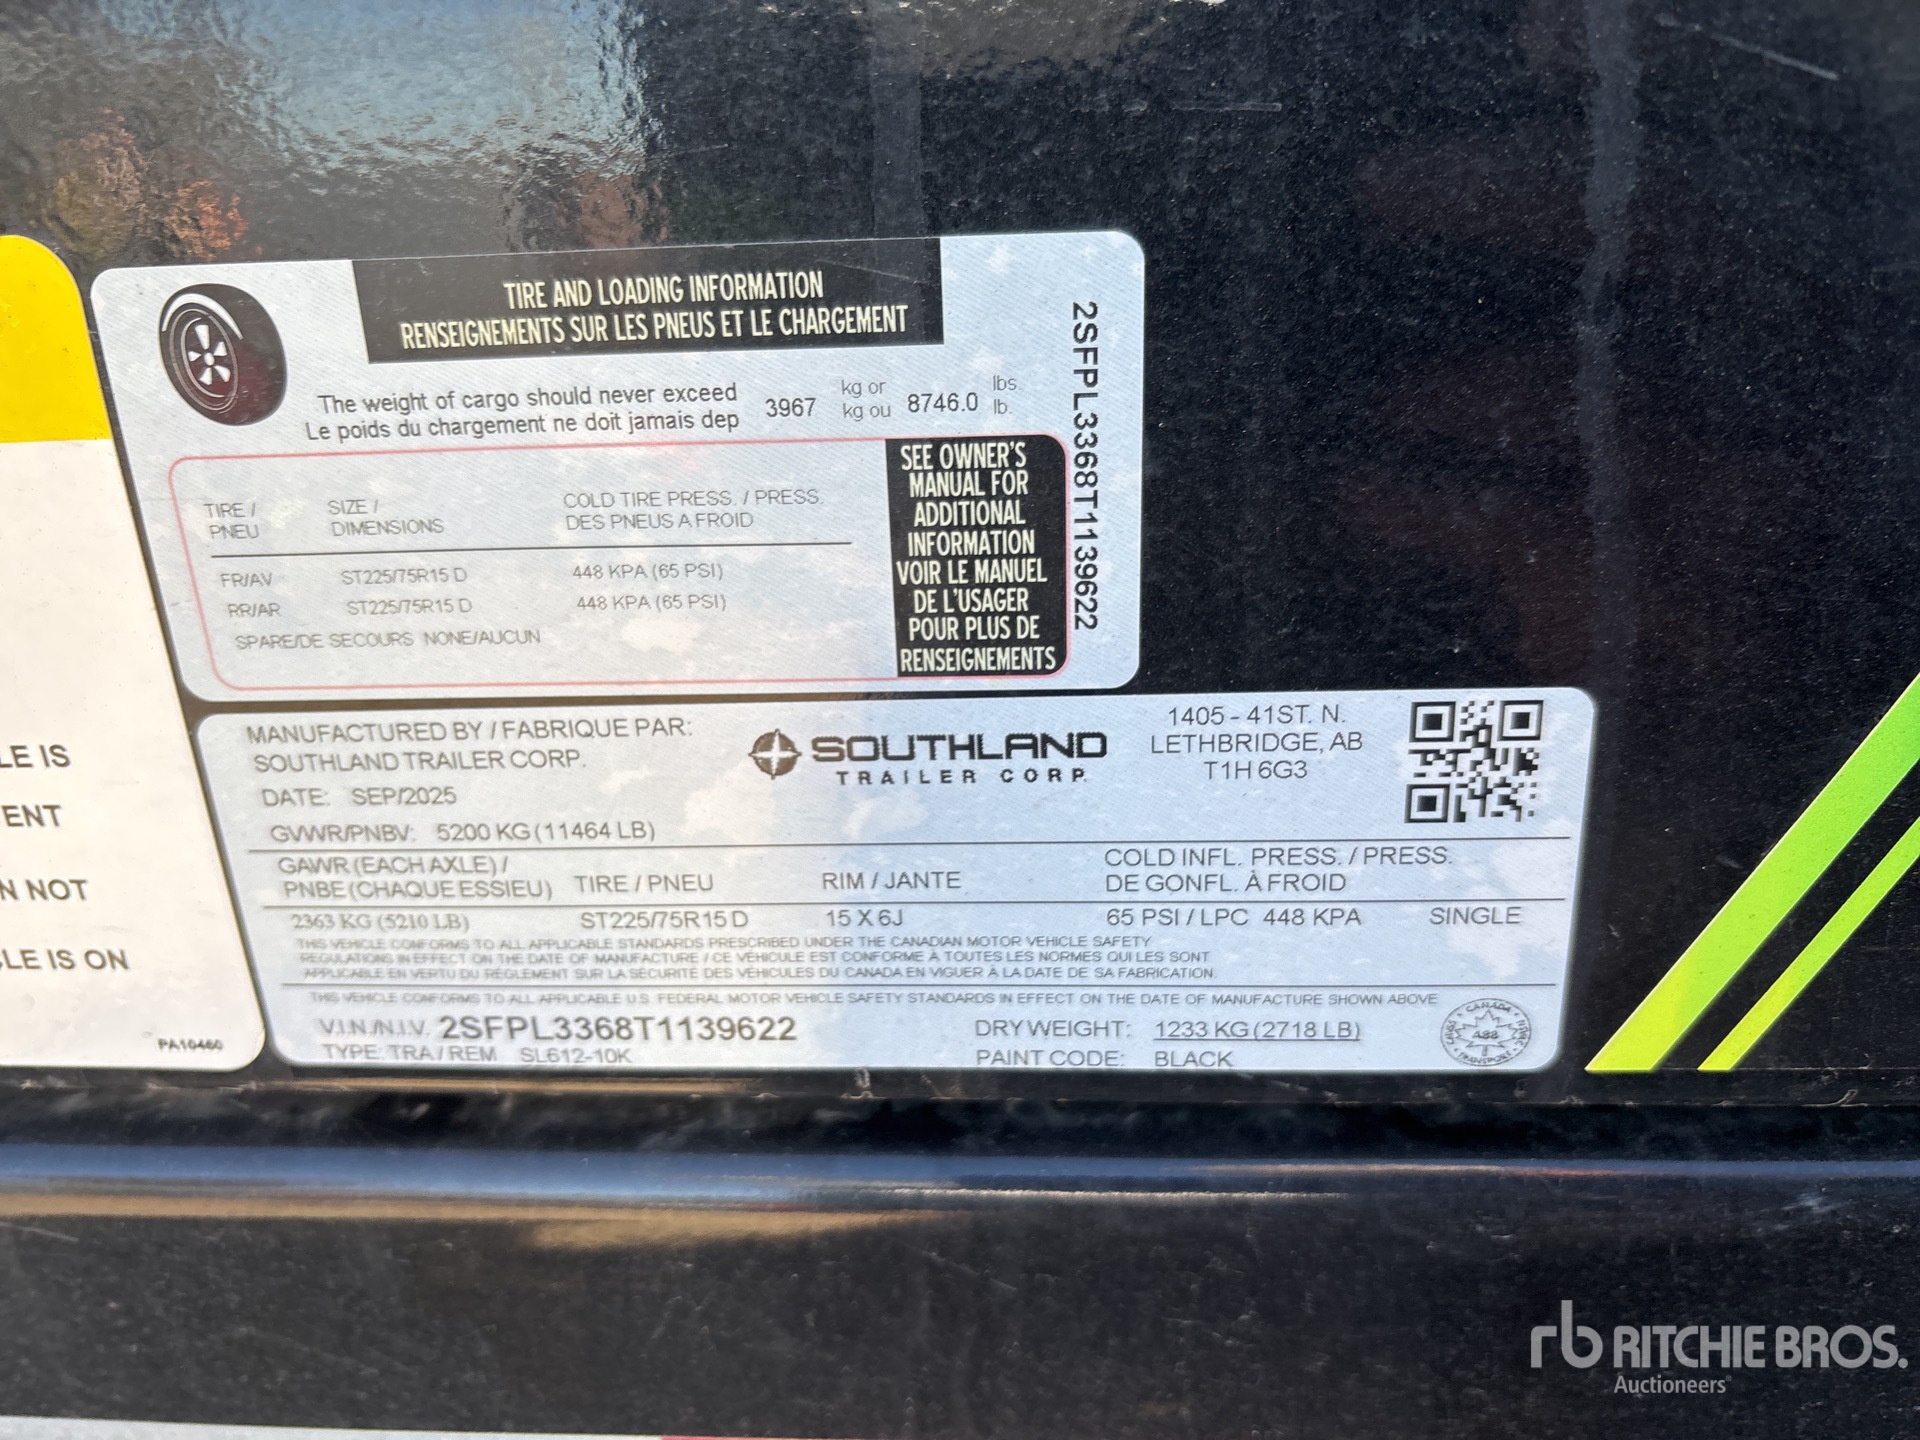 TIRE AND LOADING INFORMATION
RENSEIGNEMENTS SUR LES PNEUS ET LE CHARGEMENT
The weight of cargo should never exceed 3967 kg or 8746.0 lbs.
Le poids du chargement ne doit jamais dep kg ou lb.
TIRE / SIZE / COLD TIRE PRESS. / PRESS.
PNEU DIMENSIONS DES PNEUS A FROID
FR/AV ST225/75R15 D 448 KPA (65 PSI)
RR/AR ST225/75R15 D 448 KPA (65 PSI)
SPARE/DE SECOURS NONE/AUCUN
SEE OWNER'S
MANUAL FOR
ADDITIONAL
INFORMATION
VOIR LE MANUEL
DE L'USAGER
POUR PLUS DE
RENSEIGNEMENTS
2SFPL3368T1139622
LE IS
ENT
N NOT
LE IS ON
PA10460
MANUFACTURED BY / FABRIQUE PAR:
SOUTHLAND TRAILER CORP.
DATE: SEP/2025
GVWR/PNBV: 5200 KG (11464 LB)
SOUTHLAND
TRAILER CORP.
1405 - 41ST. N.
LETHBRIDGE, AB
T1H 6G3
GAWR (EACH AXLE) / COLD INFL. PRESS. / PRESS.
PNBE (CHAQUE ESSIEU) TIRE / PNEU RIM / JANTE DE GONFL. À FROID
2363 KG (5210 LB) ST225/75R15 D 15 X 6J 65 PSI / LPC 448 KPA SINGLE
THIS VEHICLE CONFORMS TO ALL APPLICABLE STANDARDS PRESCRIBED UNDER THE CANADIAN MOTOR VEHICLE SAFETY
REGULATIONS IN EFFECT ON THE DATE OF MANUFACTURE / CE VÉHICULE EST CONFORME À TOUTES LES NORMES QUI LES SONT
APPLICABLE EN VERTU DU RÈGLEMENT SUR LA SÉCURITÉ DES VÉHICULES DU CANADA EN VIGUER À LA DATE DE SA FABRICATION.
THIS VEHICLE CONFORMS TO ALL APPLICABLE U.S. FEDERAL MOTOR VEHICLE SAFETY STANDARDS IN EFFECT ON THE DATE OF MANUFACTURE SHOWN ABOVE
V.I.N./N.I.V. 2SFPL3368T1139622 DRY WEIGHT: 1233 KG (2718 LB)
TYPE: TRA / REM SL612-10K PAINT CODE: BLACK
CANADA
TRANSPORT
rb RITCHIE BROS.
Auctioneers